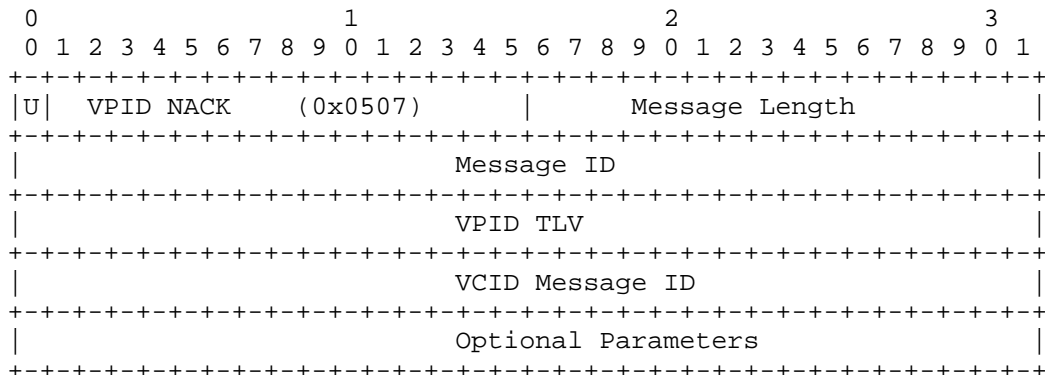 0                   1                   2                   3
 0 1 2 3 4 5 6 7 8 9 0 1 2 3 4 5 6 7 8 9 0 1 2 3 4 5 6 7 8 9 0 1
+-+-+-+-+-+-+-+-+-+-+-+-+-+-+-+-+-+-+-+-+-+-+-+-+-+-+-+-+-+-+-+-+
|U|  VPID NACK    (0x0507)      |      Message Length           |
+-+-+-+-+-+-+-+-+-+-+-+-+-+-+-+-+-+-+-+-+-+-+-+-+-+-+-+-+-+-+-+-+
|                           Message ID                          |
+-+-+-+-+-+-+-+-+-+-+-+-+-+-+-+-+-+-+-+-+-+-+-+-+-+-+-+-+-+-+-+-+
|                           VPID TLV                            |
+-+-+-+-+-+-+-+-+-+-+-+-+-+-+-+-+-+-+-+-+-+-+-+-+-+-+-+-+-+-+-+-+
|                           VCID Message ID                     |
+-+-+-+-+-+-+-+-+-+-+-+-+-+-+-+-+-+-+-+-+-+-+-+-+-+-+-+-+-+-+-+-+
|                           Optional Parameters                 |
+-+-+-+-+-+-+-+-+-+-+-+-+-+-+-+-+-+-+-+-+-+-+-+-+-+-+-+-+-+-+-+-+